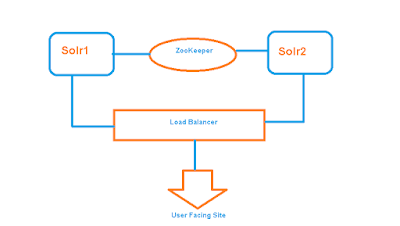 Solr1
ZooKeeper
Solr2
Load Balancer
User Facing Site